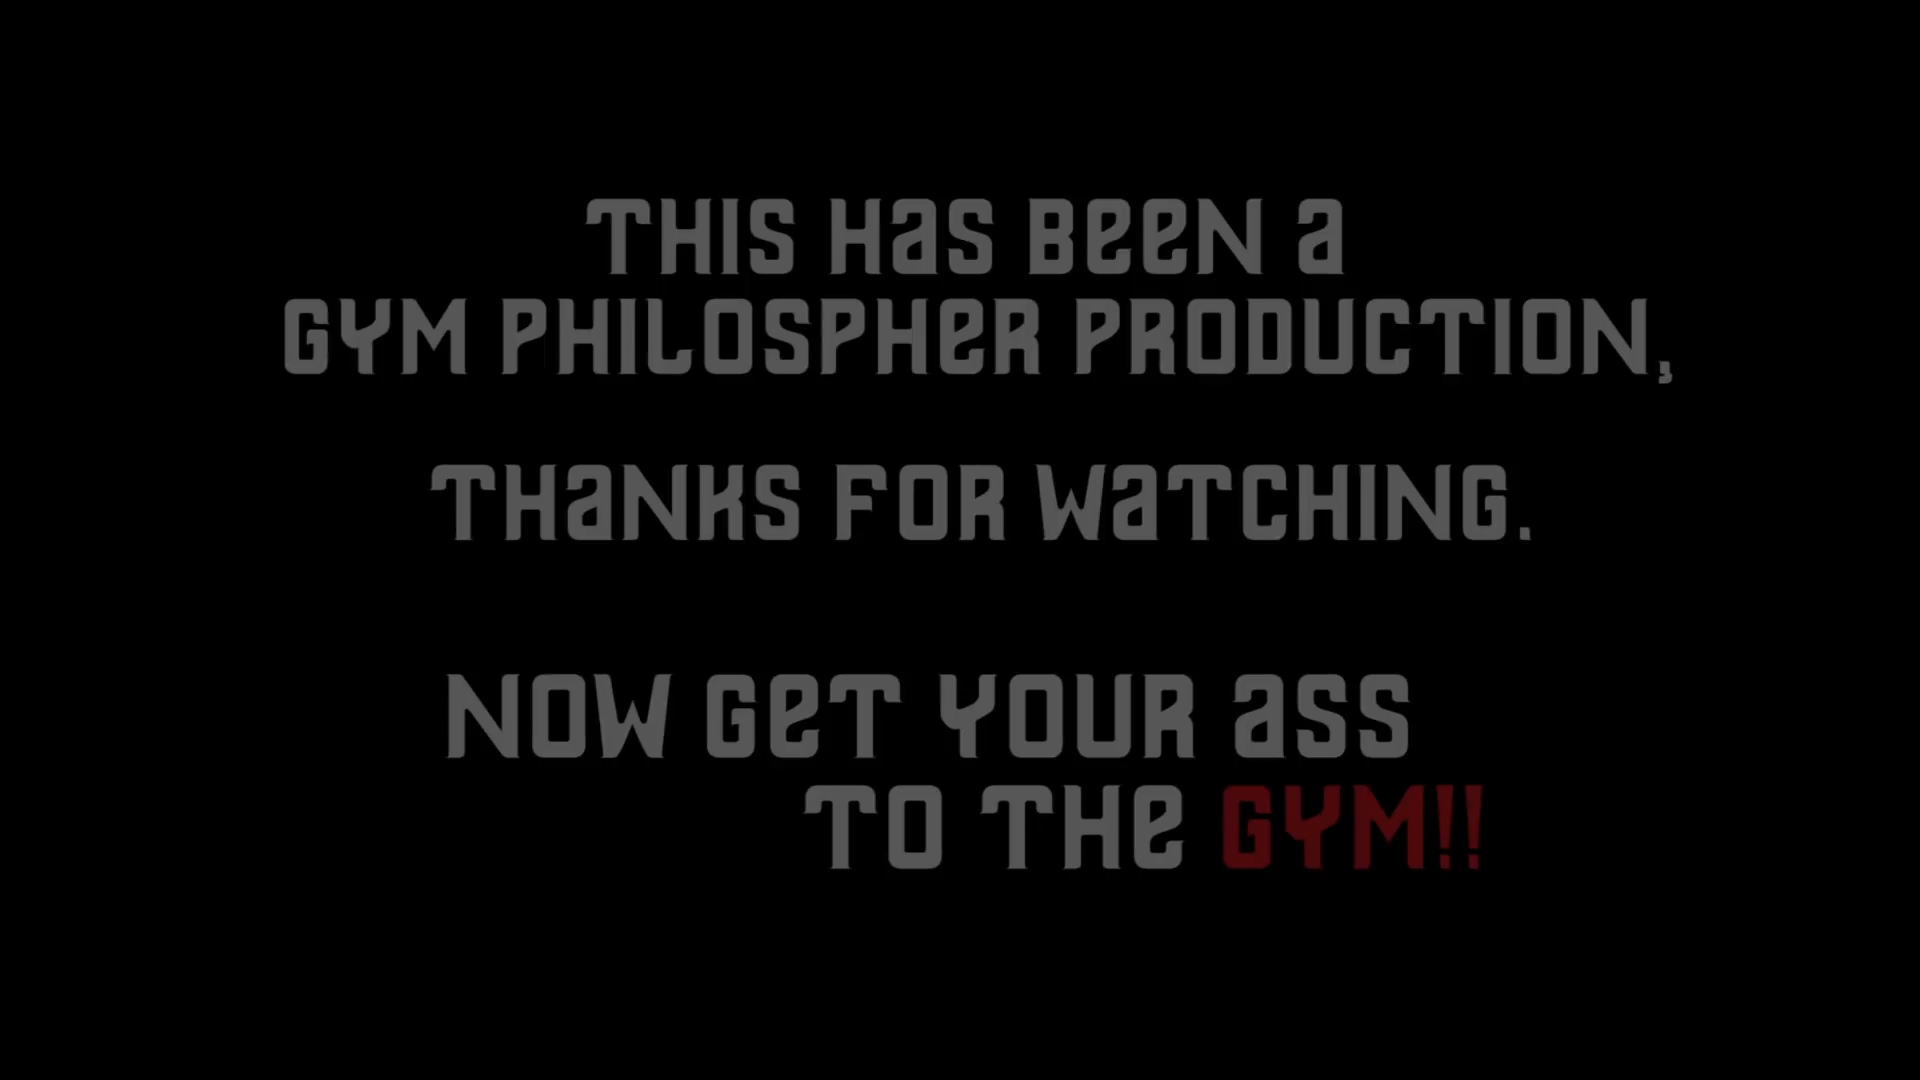 THIS HAS BEEN A
GYM PHILOSPHER PRODUCTION,
THANKS FOR WATCHING.
NOW GET YOUR ASS
TO THE GYM!!